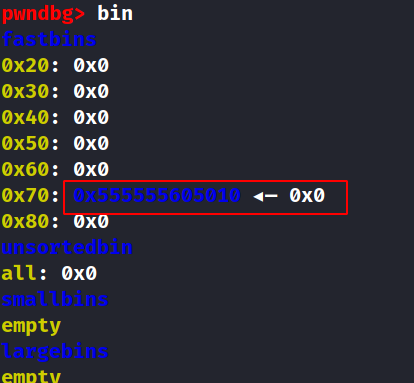 pwndbg> bin
fastbins
0x20: 0x0
0x30: 0x0
0x40: 0x0
0x50: 0x0
0x60: 0x0
0x70: 0x555555605010 ◂— 0x0
0x80: 0x0
unsortedbin
all: 0x0
smallbins
empty
largebins
empty